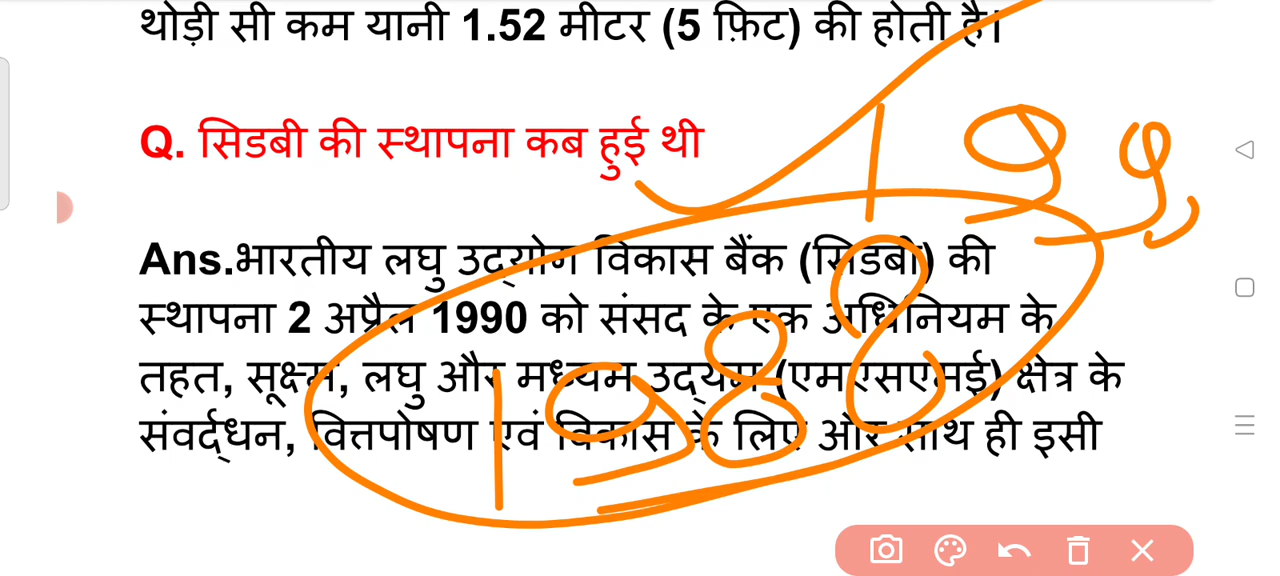 थोड़ी सी कम यानी 1.52 मीटर (5 फ़िट) की होती है।
Q. सिडबी की स्थापना कब हुई थी
199
Ans.भारतीय लघु उद्योग विकास बैंक (सिडबी) की
स्थापना 2 अप्रैल 1990 को संसद के एक अधिनियम के
तहत, सूक्ष्म, लघु और मध्यम उद्यम (एमएसएमई) क्षेत्र के
संवर्द्धन, वित्तपोषण एवं विकास के लिए और साथ ही इसी
1988